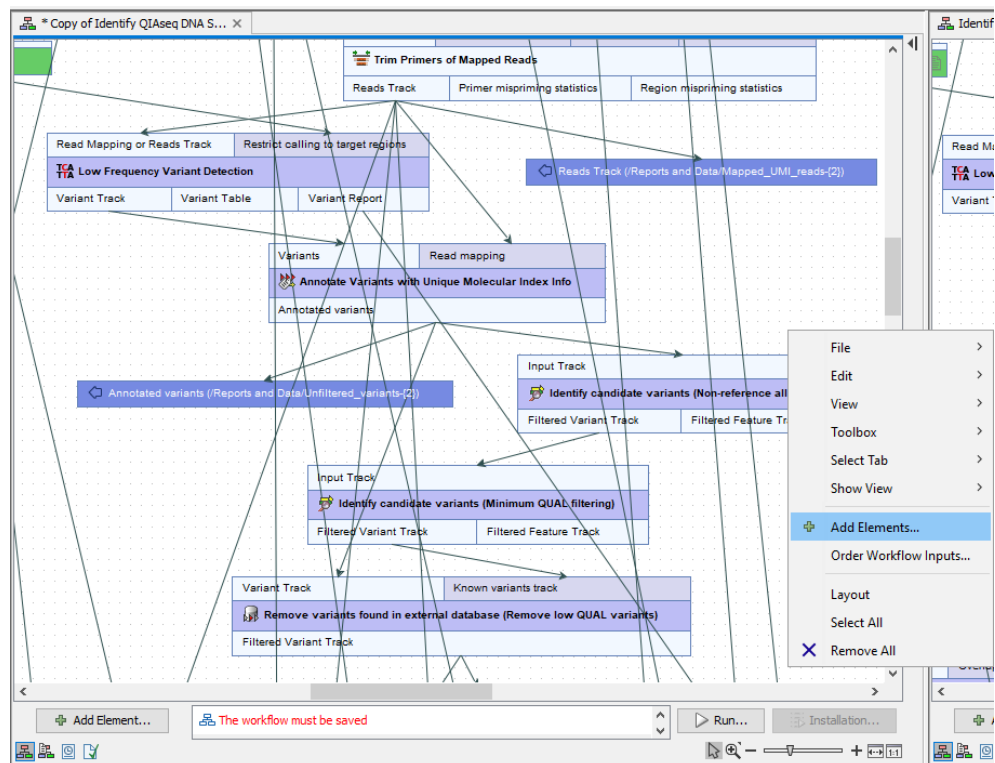 * Copy of Identify QIAseq DNA S...
Identif
Trim Primers of Mapped Reads
Reads Track
Primer mispriming statistics
Region mispriming statistics
Read Mapping or Reads Track
Restrict calling to target regions
Low Frequency Variant Detection
Variant Track
Variant Table
Variant Report
Reads Track (/Reports and Data/Mapped_UMI_reads-{2})
Read Ma
Low
Variant
Variants
Read mapping
Annotate Variants with Unique Molecular Index Info
Annotated variants
Annotated variants (/Reports and Data/Unfiltered_variants-{2})
Input Track
Identify candidate variants (Non-reference all
Filtered Variant Track
Filtered Feature Tr
Input Track
Identify candidate variants (Minimum QUAL filtering)
Filtered Variant Track
Filtered Feature Track
Variant Track
Known variants track
Remove variants found in external database (Remove low QUAL variants)
Filtered Variant Track
File
Edit
View
Toolbox
Select Tab
Show View
Add Elements...
Order Workflow Inputs...
Layout
Select All
Remove All
Add Element...
The workflow must be saved
Run...
Installation...
1:1